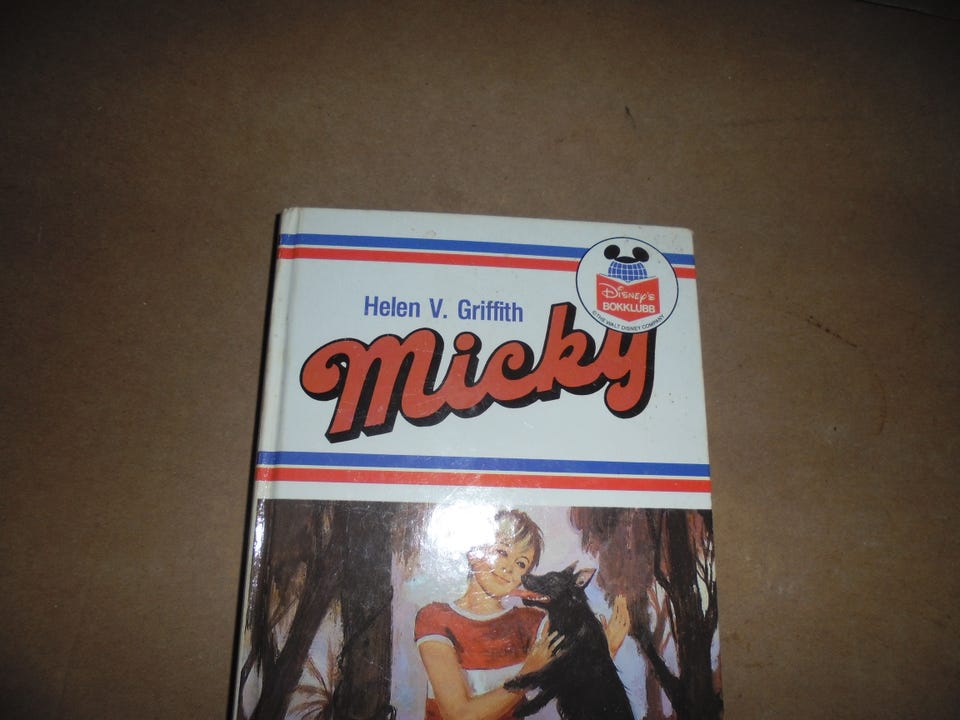 Helen V. Griffith
Micky
Disney's
BOKKLUBB
©THE WALT DISNEY COMPANY